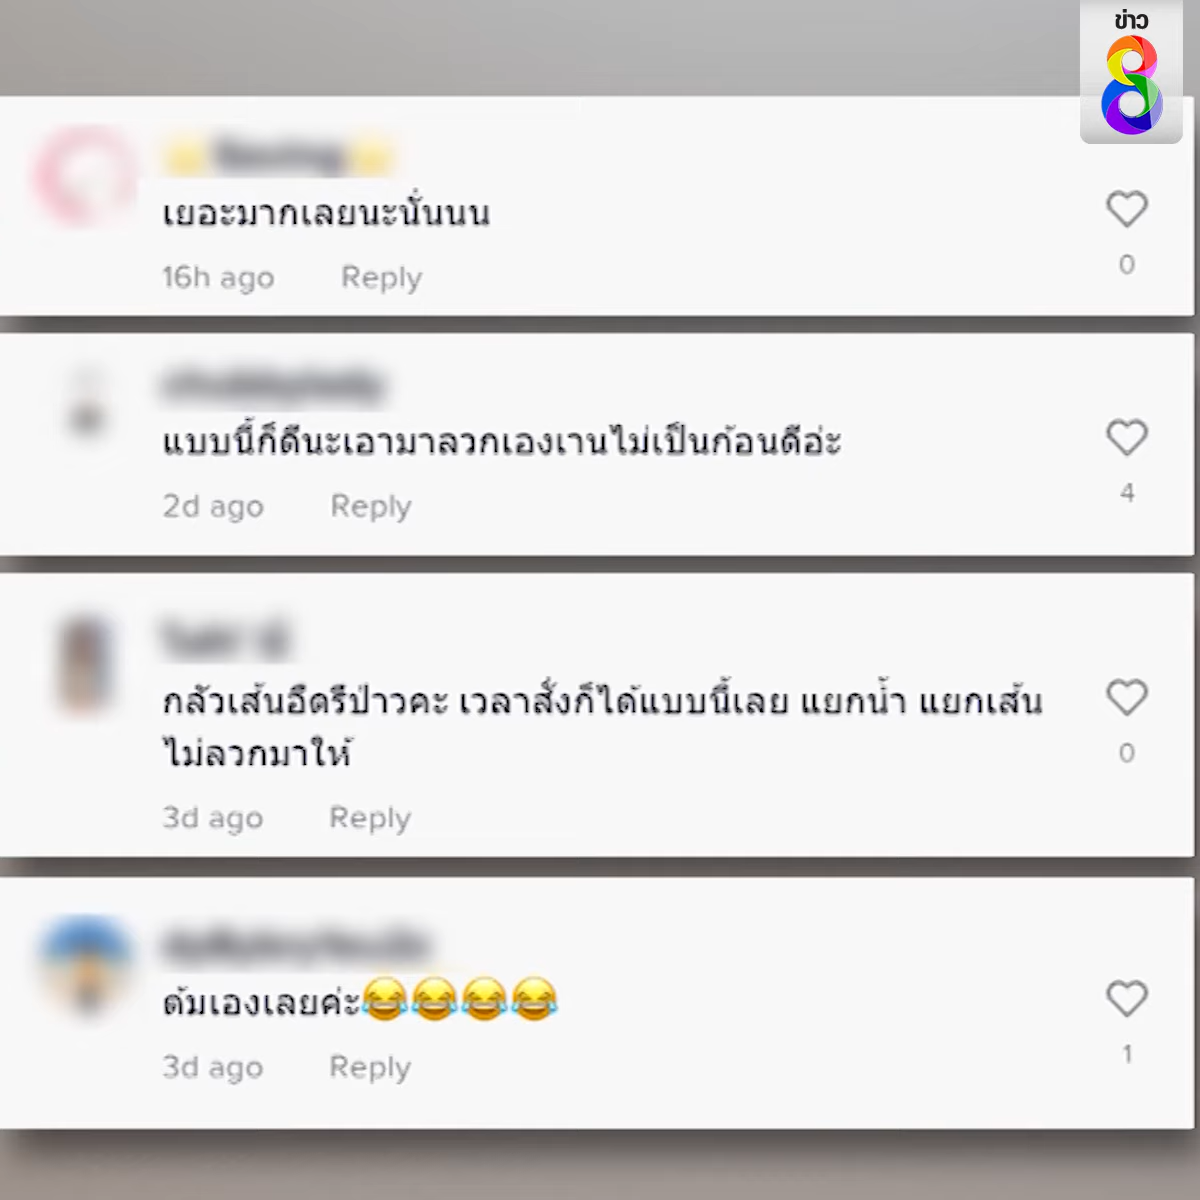 ข่าว
8
เยอะมากเลยนะนั่นนน
0
16h ago Reply
แบบนี้ก็ดีนะเอามาลวกเองเานไม่เป็นก้อนดีอ่ะ
4
2d ago Reply
กลัวเส้นอืดรึป่าวคะ เวลาสั่งก็ได้แบบนี้เลย แยกน้ำ แยกเส้น
ไม่ลวกมาให้
0
3d ago Reply
ต้มเองเลยค่ะ😂😂😂😂
1
3d ago Reply